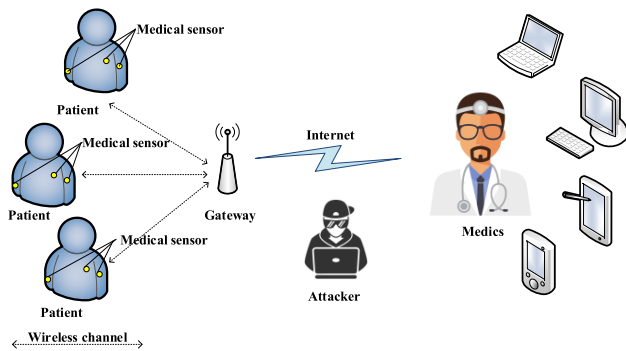 Medical sensor
Patient
Medical sensor
Patient
Medical sensor
Patient
Wireless channel
Gateway
Internet
Attacker
Medics